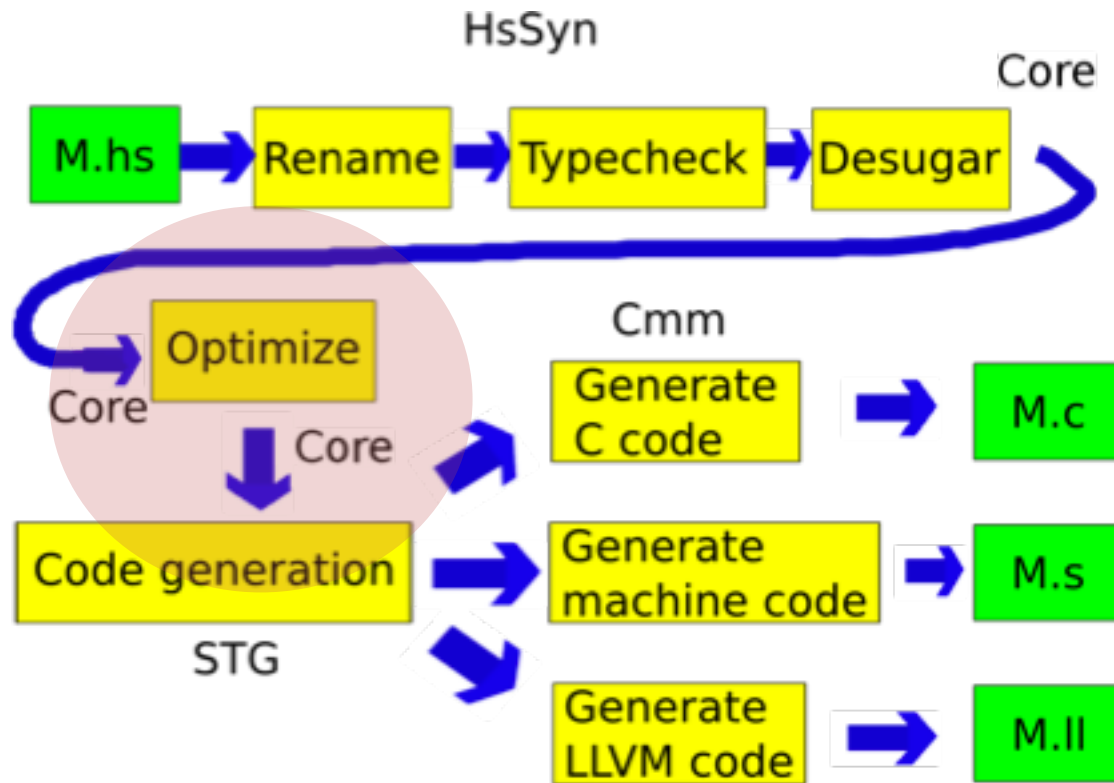 HsSyn
Core
M.hs
Rename
Typecheck
Desugar
Optimize
Core
Core
Cmm
Generate
C code
M.c
Code generation
STG
Generate
machine code
M.s
Generate
LLVM code
M.ll